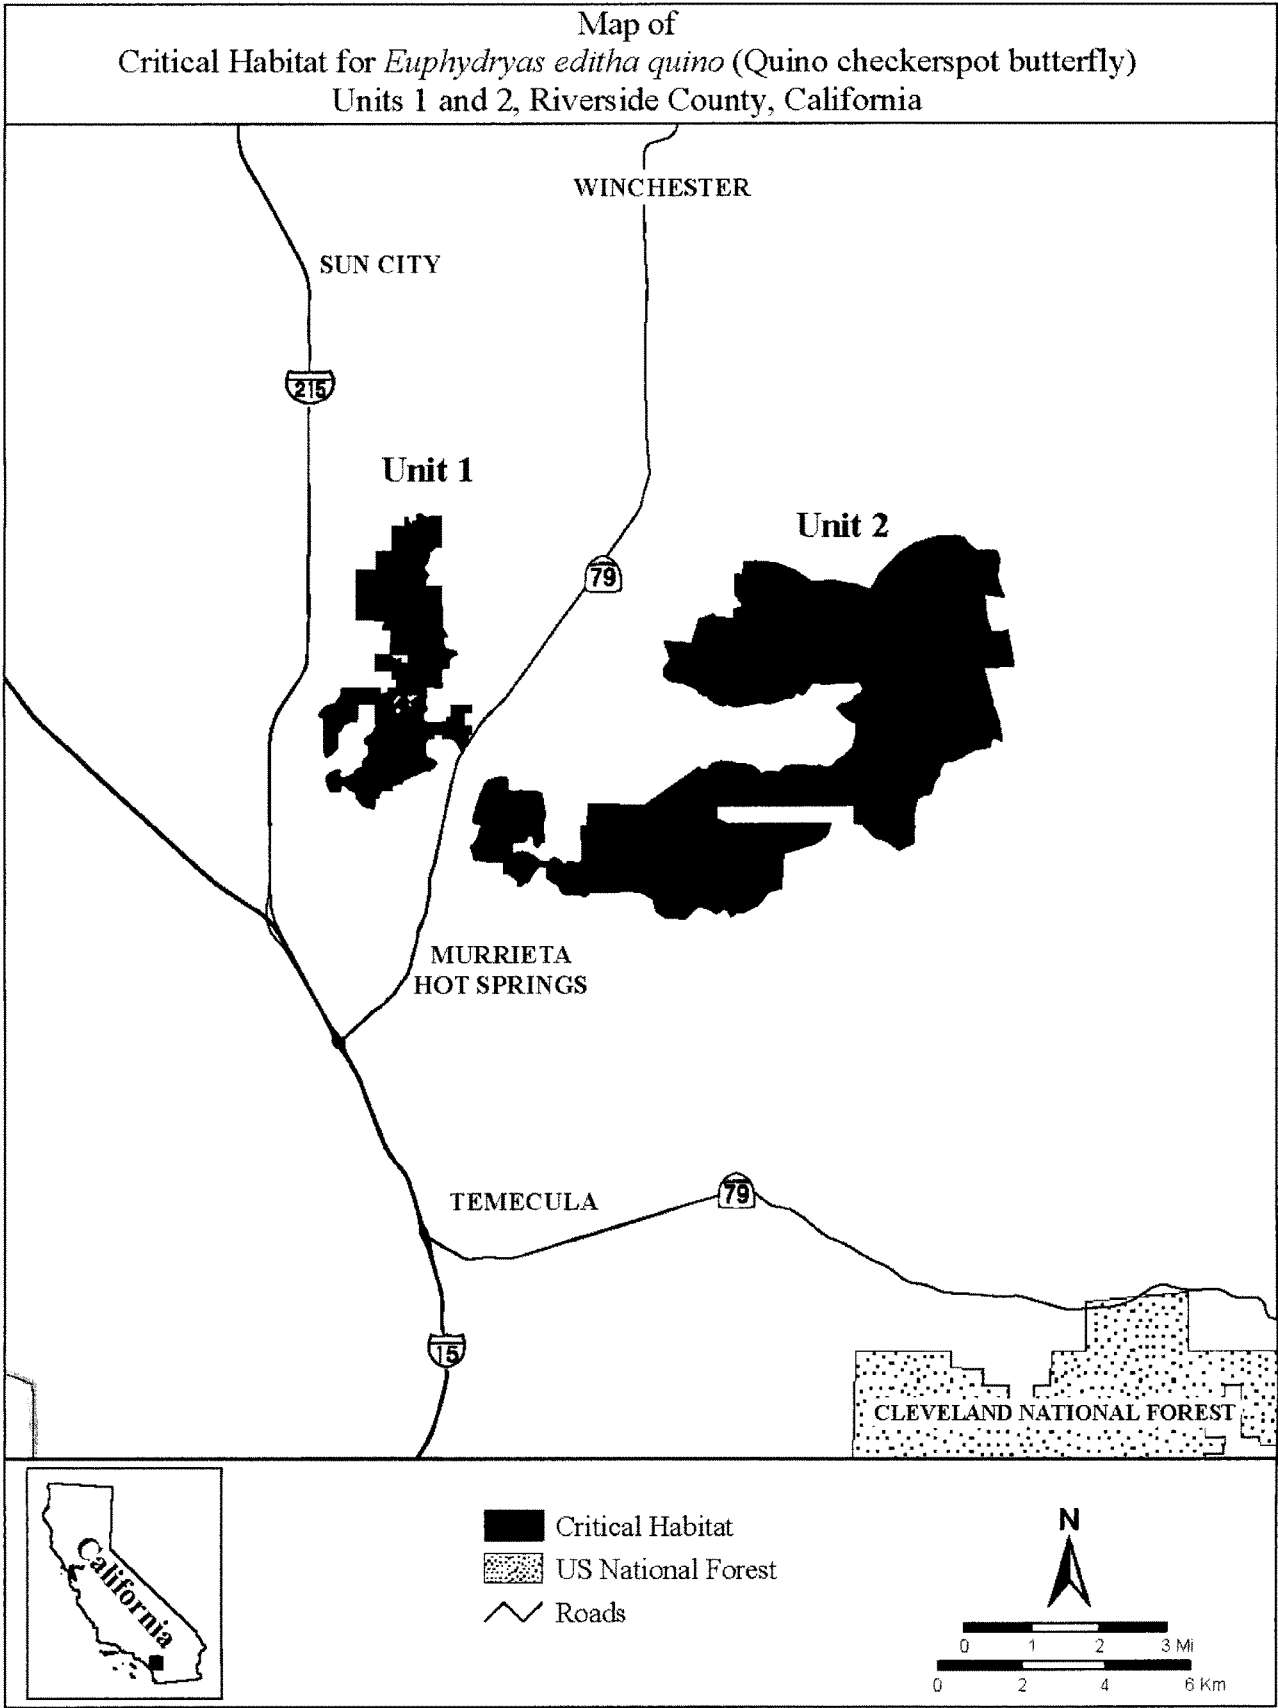 Map of
Critical Habitat for Euphydryas editha quino (Quino checkerspot butterfly)
Units 1 and 2, Riverside County, California
WINCHESTER
SUN CITY
215
Unit 1
Unit 2
79
MURRIETA
HOT SPRINGS
TEMECULA
79
15
CLEVELAND NATIONAL FOREST
California
Critical Habitat
US National Forest
Roads
N
0 1 2 3 Mi
0 2 4 6 Km